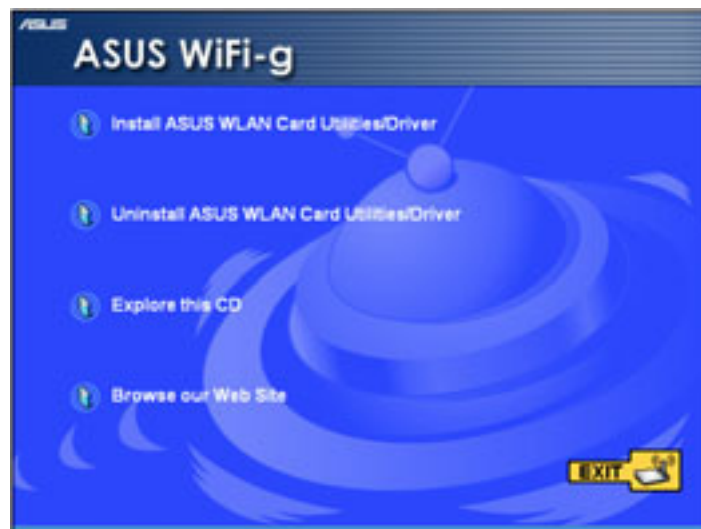 ASUS
ASUS WiFi-g
Install ASUS WLAN Card Utilities/Driver
Uninstall ASUS WLAN Card Utilities/Driver
Explore this CD
Browse our Web Site
EXIT